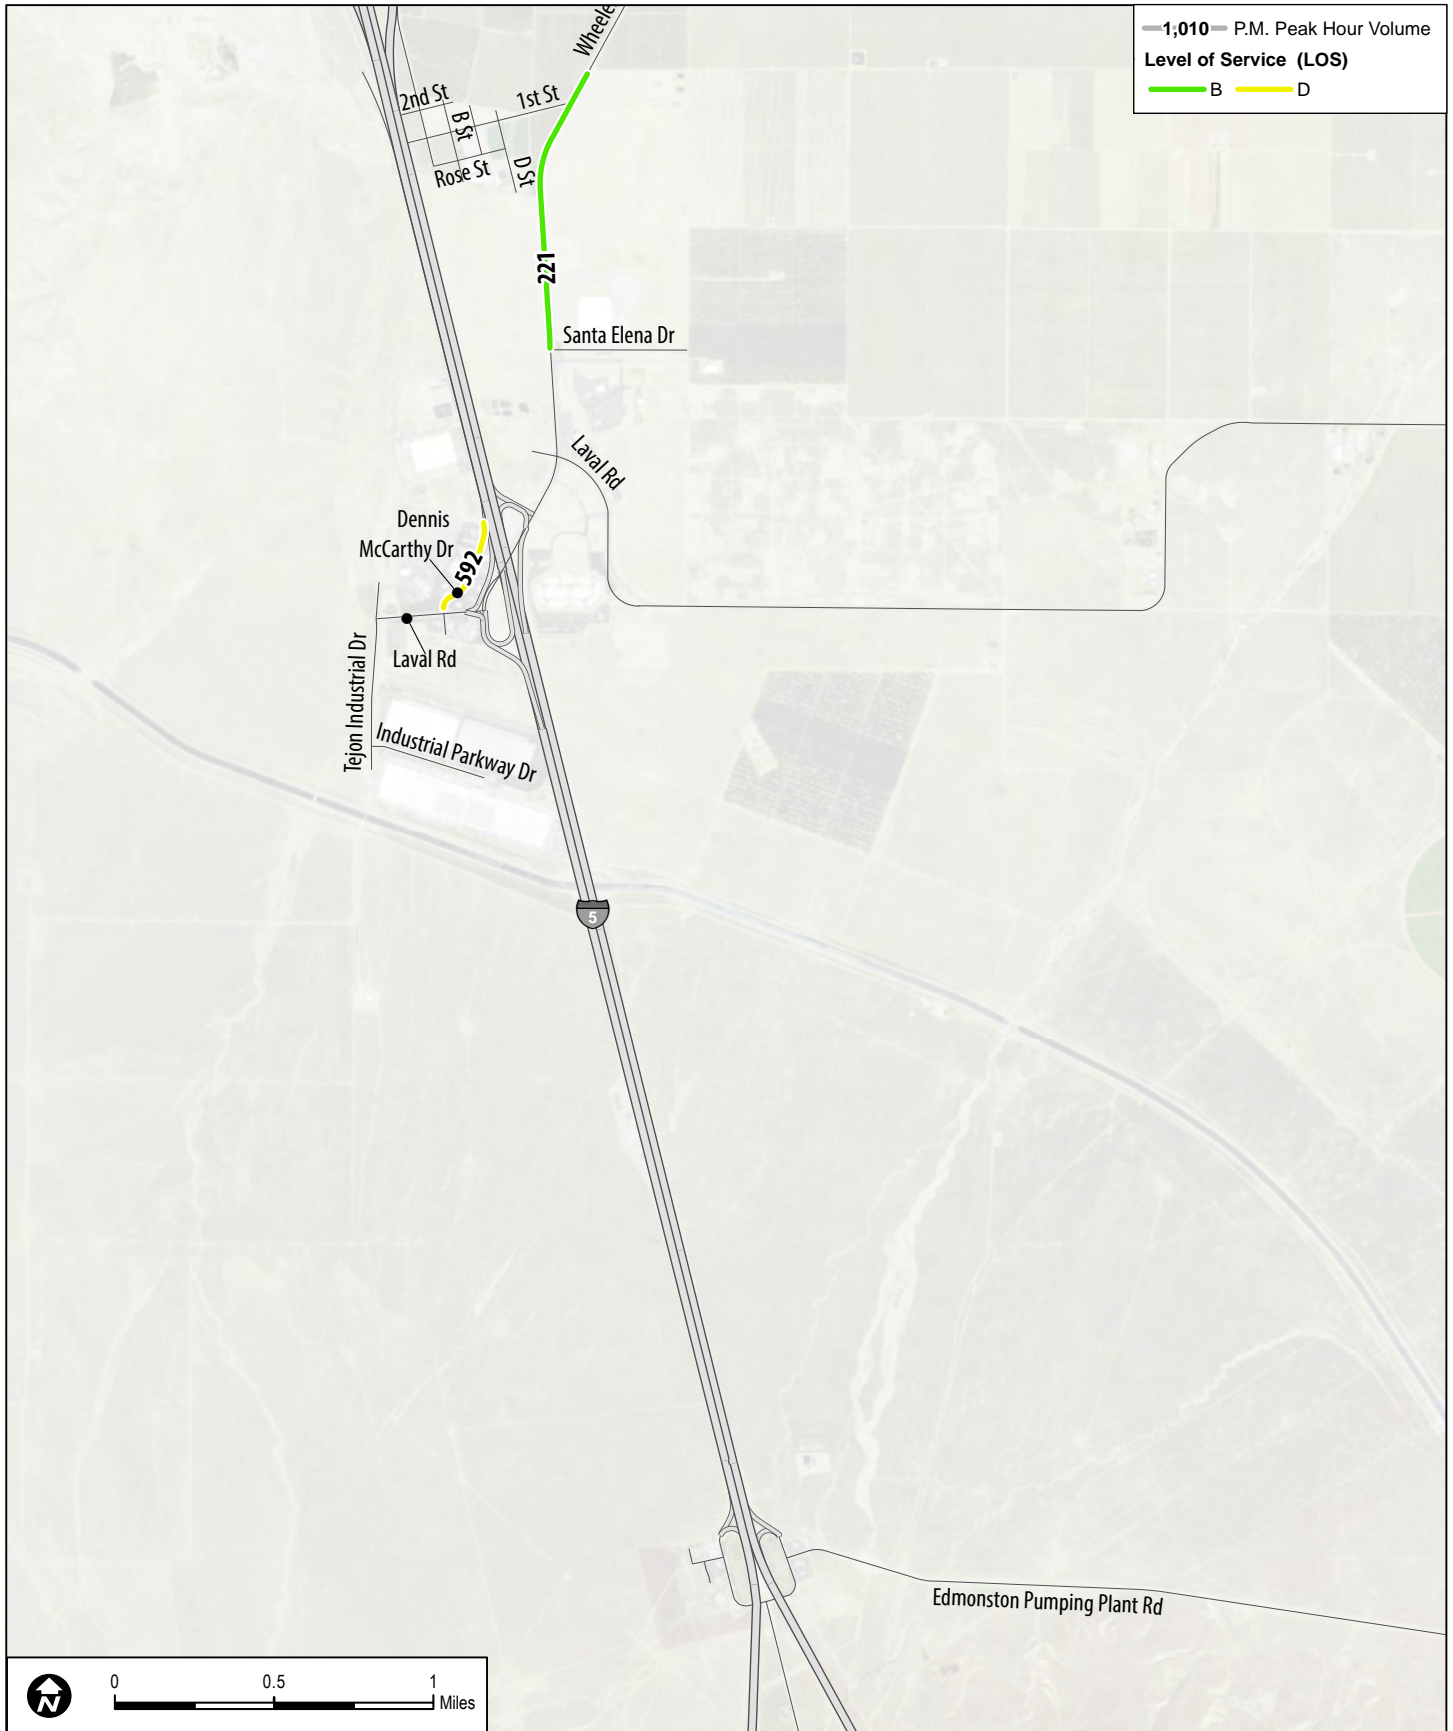 Wheele
1,010 P.M. Peak Hour Volume
Level of Service (LOS)
B D
2nd St
1st St
B St
Rose St
D St
221
Santa Elena Dr
Laval Rd
Dennis
McCarthy Dr
592
Laval Rd
Tejon Industrial Dr
Industrial Parkway Dr
5
Edmonston Pumping Plant Rd
N
0 0.5 1
Miles